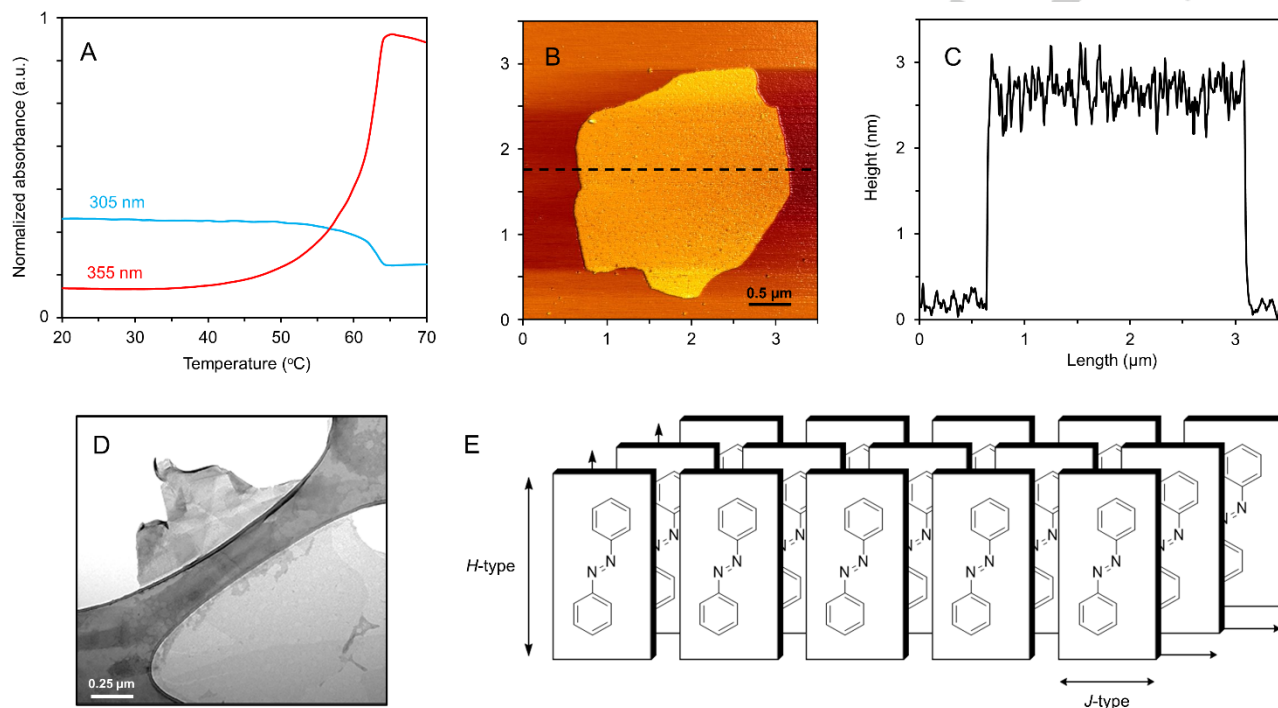 A
Normalized absorbance (a.u.)
1
0
305 nm
355 nm
20 30 40 50 60 70
Temperature (°C)
B
3
2
1
0
0.5 µm
0 1 2 3
C
Height (nm)
3
2
1
0
0 1 2 3
Length (µm)
D
0.25 µm
E
H-type
N N N N N
N N N N N
N N N N N
J-type